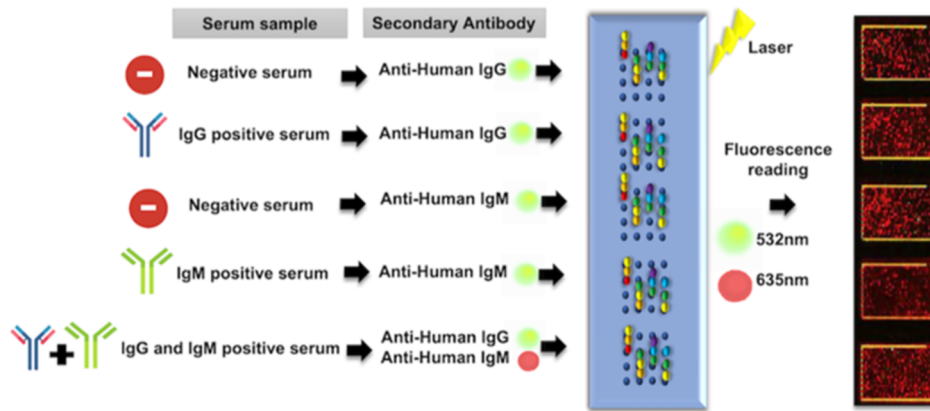 Serum sample
Secondary Antibody
Laser
Negative serum
Anti-Human IgG
IgG positive serum
Anti-Human IgG
Fluorescence
reading
Negative serum
Anti-Human IgM
532nm
IgM positive serum
Anti-Human IgM
635nm
IgG and IgM positive serum
Anti-Human IgG
Anti-Human IgM